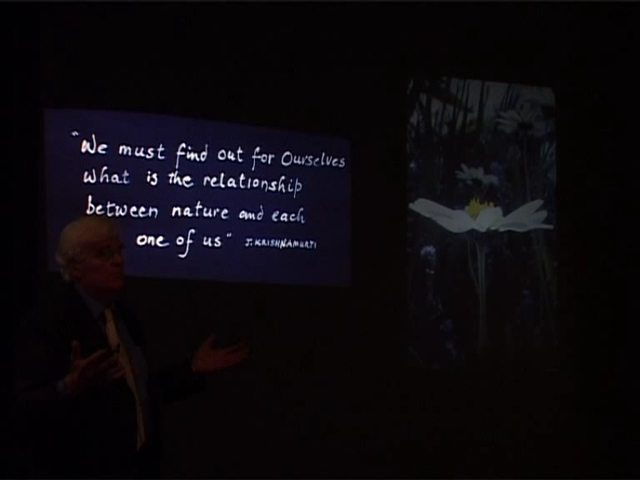 "We must find out for Ourselves
what is the relationship
between nature and each
one of us" J. KRISHNAMURTI